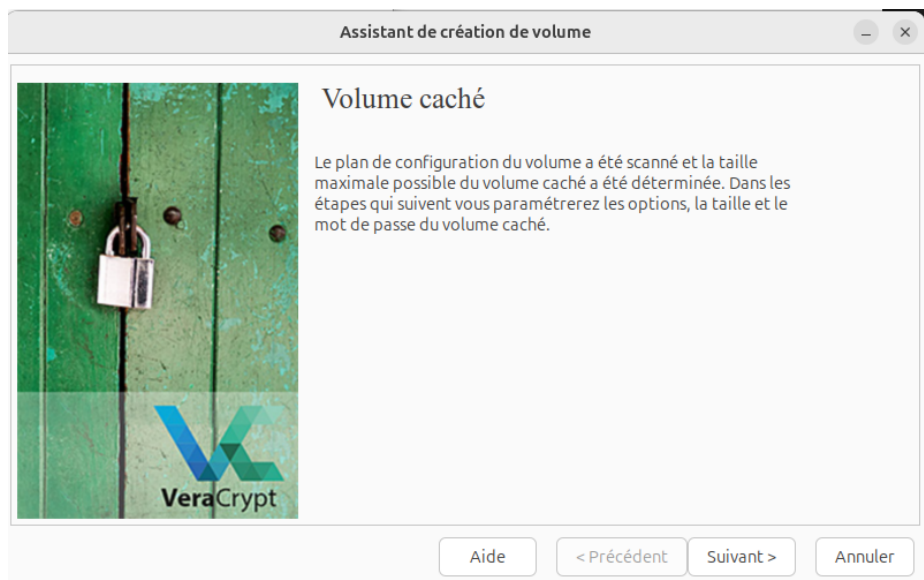 Assistant de création de volume
Volume caché
Le plan de configuration du volume a été scanné et la taille
maximale possible du volume caché a été déterminée. Dans les
étapes qui suivent vous paramétrerez les options, la taille et le
mot de passe du volume caché.
VeraCrypt
Aide
< Précédent
Suivant >
Annuler